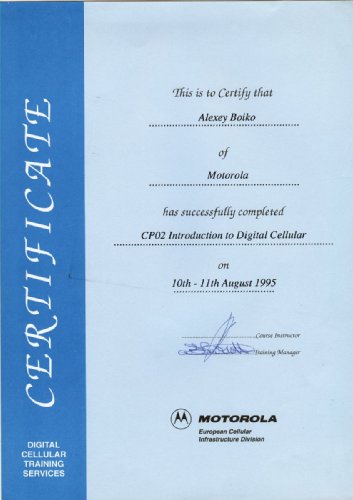 CERTIFICATE
DIGITAL
CELLULAR
TRAINING
SERVICES
This is to Certify that
Alexey Boiko
of
Motorola
has successfully completed
CP02 Introduction to Digital Cellular
on
10th - 11th August 1995
Course Instructor
Training Manager
MOTOROLA
European Cellular
Infrastructure Division